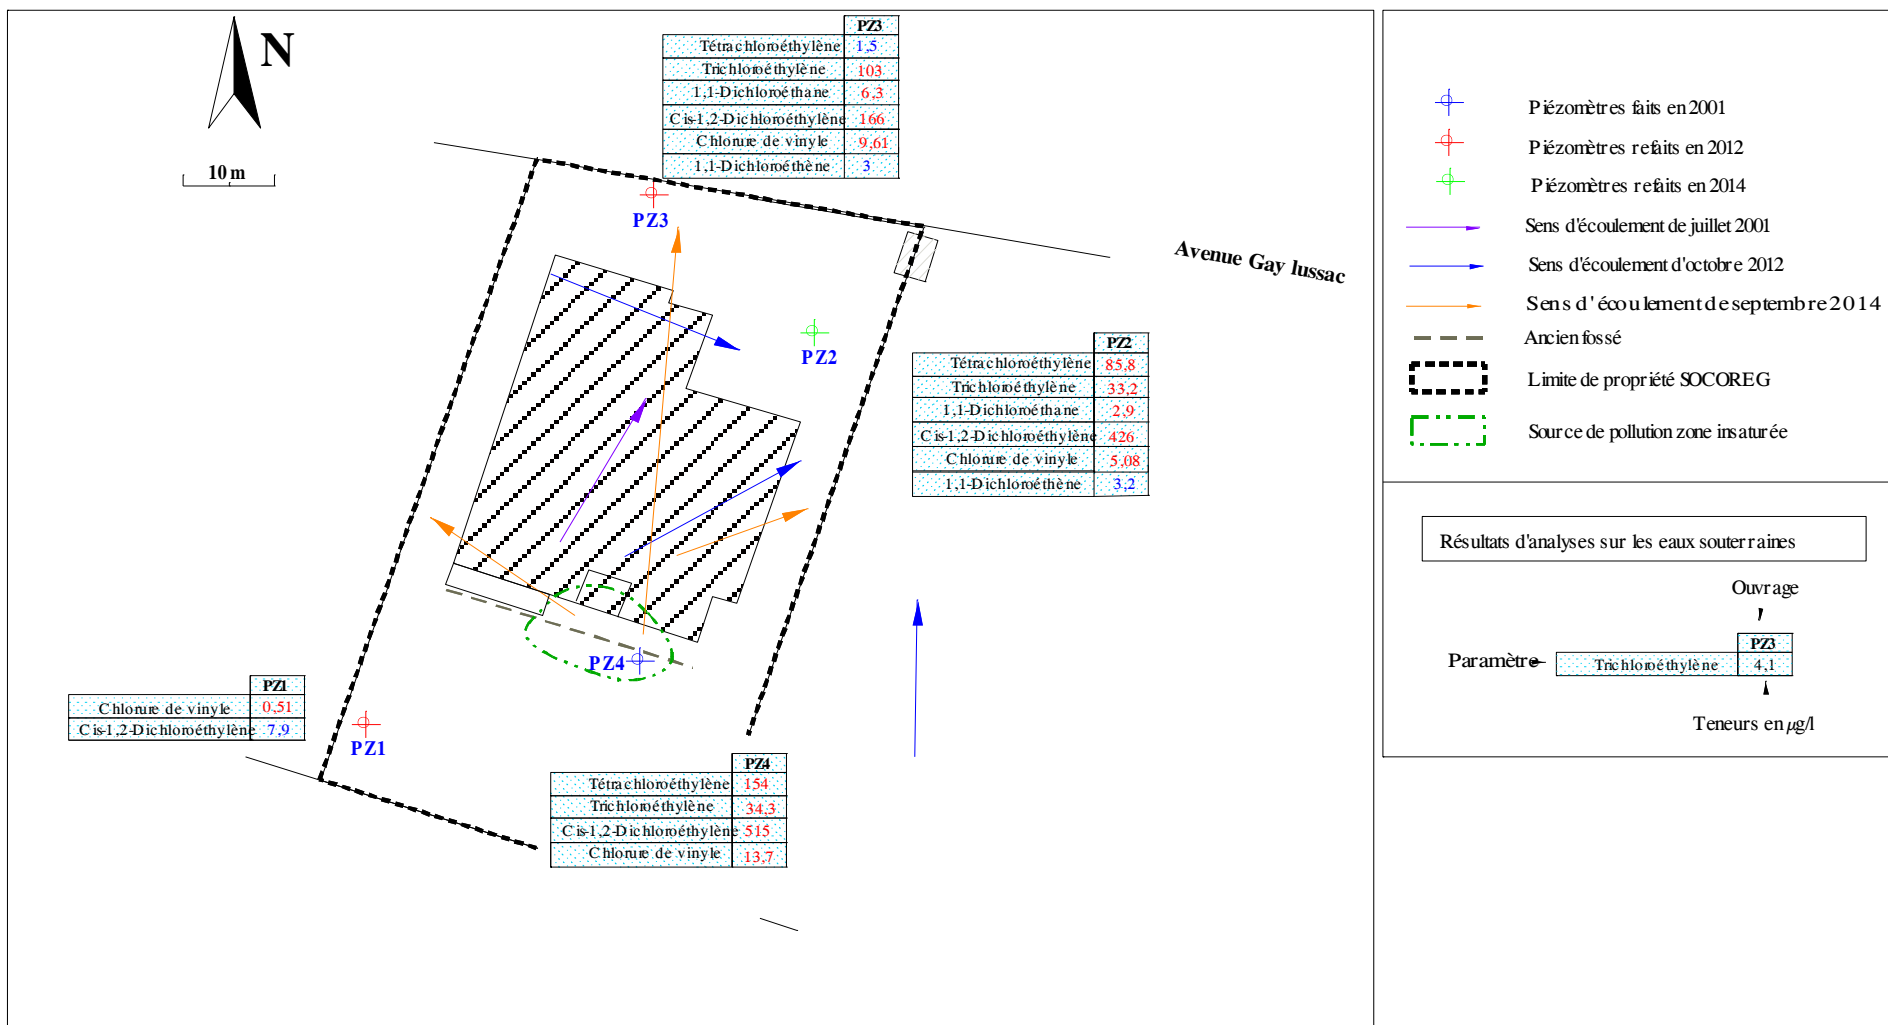 N
10 m
PZ3
Tétrachloroéthylène 1,5
Trichloroéthylène 103
1,1-Dichloroéthane 6,3
Cis-1,2-Dichloroéthylène 166
Chlorure de vinyle 9,61
1,1-Dichloroéthène 3
PZ3
Avenue Gay lussac
PZ2
PZ2
Tétrachloroéthylène 85,8
Trichloroéthylène 33,2
1,1-Dichloroéthane 2,9
Cis-1,2-Dichloroéthylène 426
Chlorure de vinyle 5,08
1,1-Dichloroéthène 3,2
PZ4
PZ1
Chlorure de vinyle 0,51
Cis-1,2-Dichloroéthylène 7,9
PZ1
PZ4
Tétrachloroéthylène 154
Trichloroéthylène 34,3
Cis-1,2-Dichloroéthylène 515
Chlorure de vinyle 13,7
Piézomètres faits en 2001
Piézomètres refaits en 2012
Piézomètres refaits en 2014
Sens d'écoulement de juillet 2001
Sens d'écoulement d'octobre 2012
Sens d'écoulement de septembre 2014
Ancien fossé
Limite de propriété SOCOREG
Source de pollution zone insaturée
Résultats d'analyses sur les eaux souterraines
Ouvrage
PZ3
Paramètre
Trichloroéthylène 4,1
Teneurs en µg/l